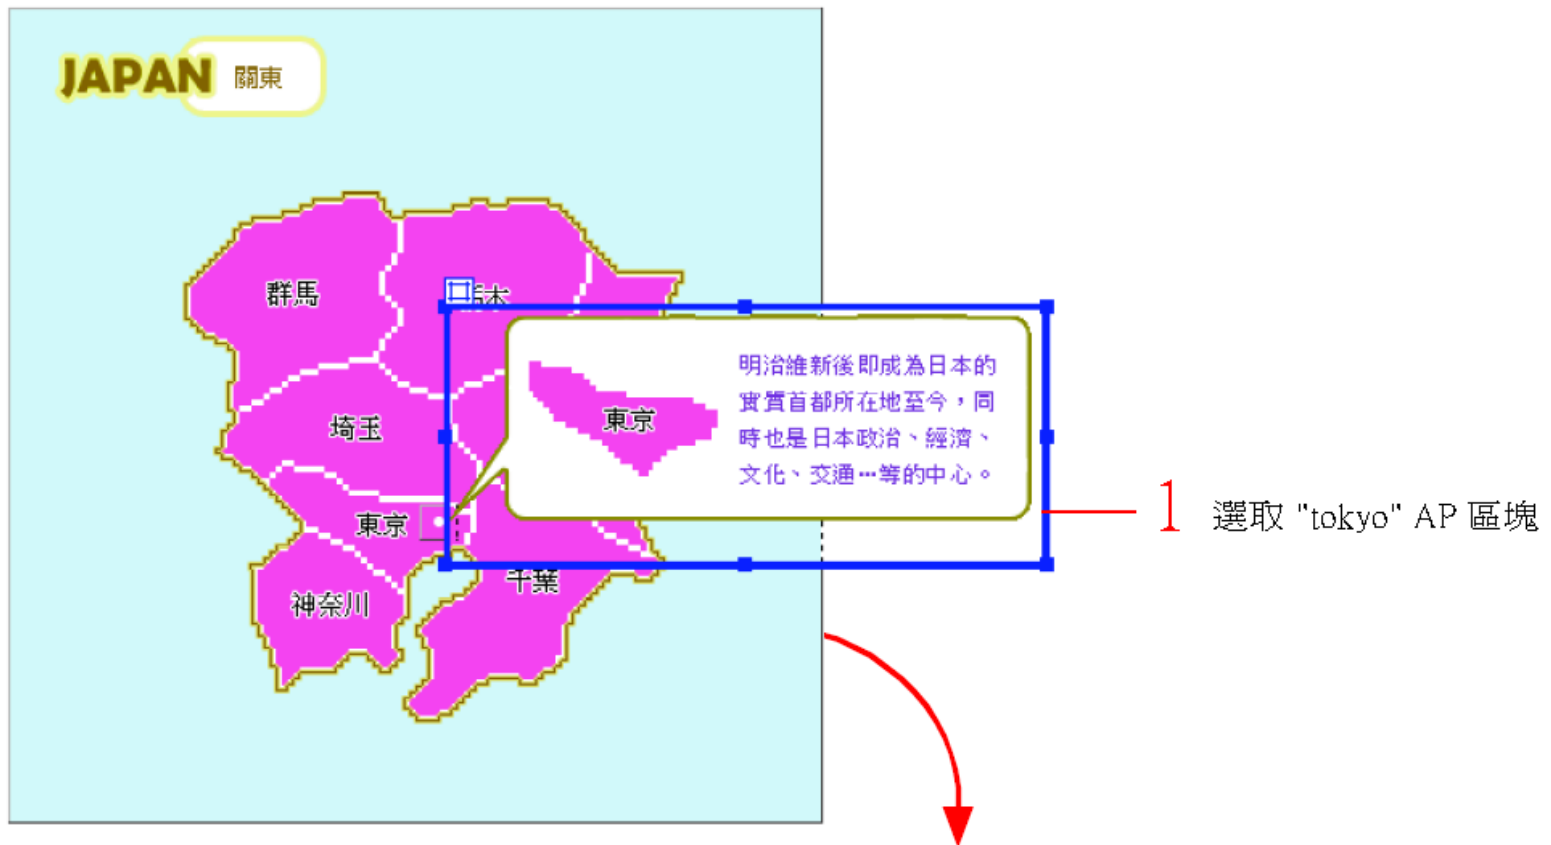 JAPAN 關東
群馬
本
明治維新後即成為日本的
實質首都所在地至今，同
時也是日本政治、經濟、
文化、交通…等的中心。
東京
埼玉
東京
1 選取 "tokyo" AP 區塊
千葉
神奈川